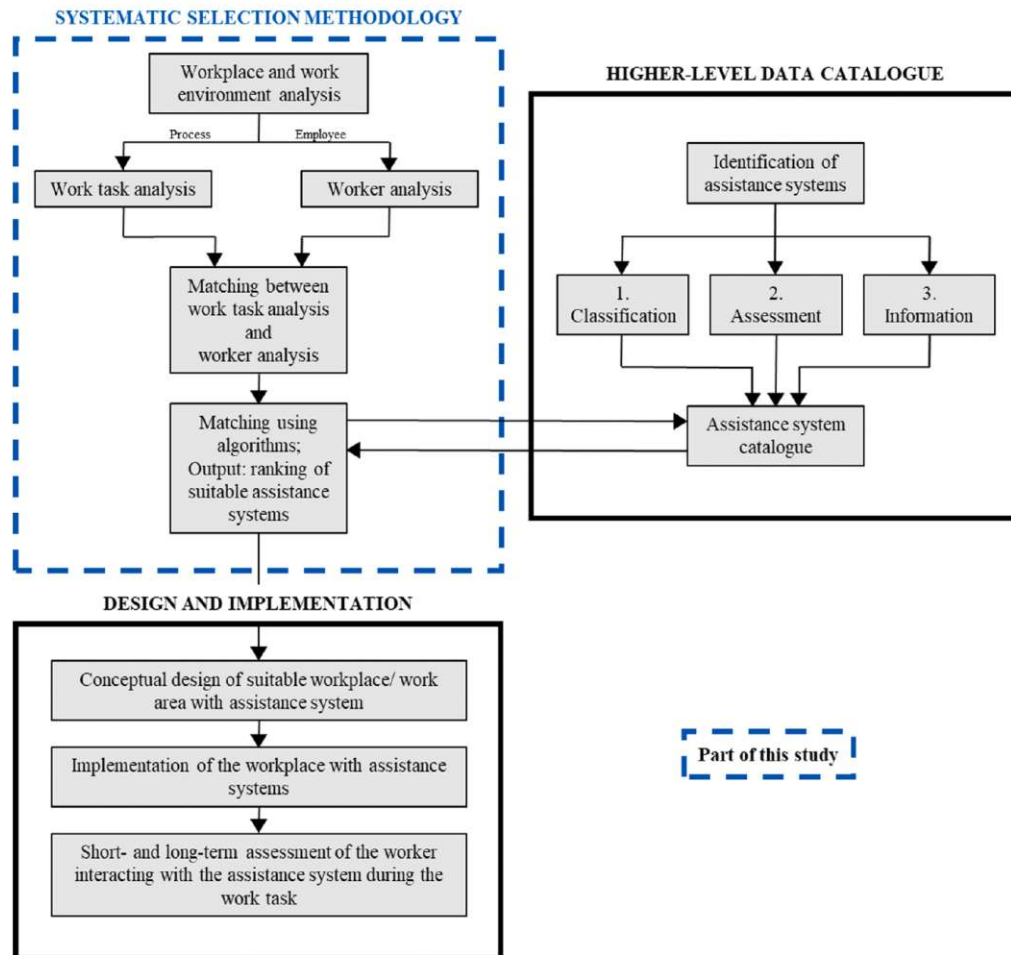 SYSTEMATIC SELECTION METHODOLOGY
Workplace and work
environment analysis
Process
Employee
Work task analysis
Worker analysis
Matching between
work task analysis
and
worker analysis
Matching using
algorithms;
Output: ranking of
suitable assistance
systems
HIGHER-LEVEL DATA CATALOGUE
Identification of
assistance systems
1.
Classification
2.
Assessment
3.
Information
Assistance system
catalogue
DESIGN AND IMPLEMENTATION
Conceptual design of suitable workplace/ work
area with assistance system
Implementation of the workplace with assistance
systems
Short- and long-term assessment of the worker
interacting with the assistance system during the
work task
Part of this study